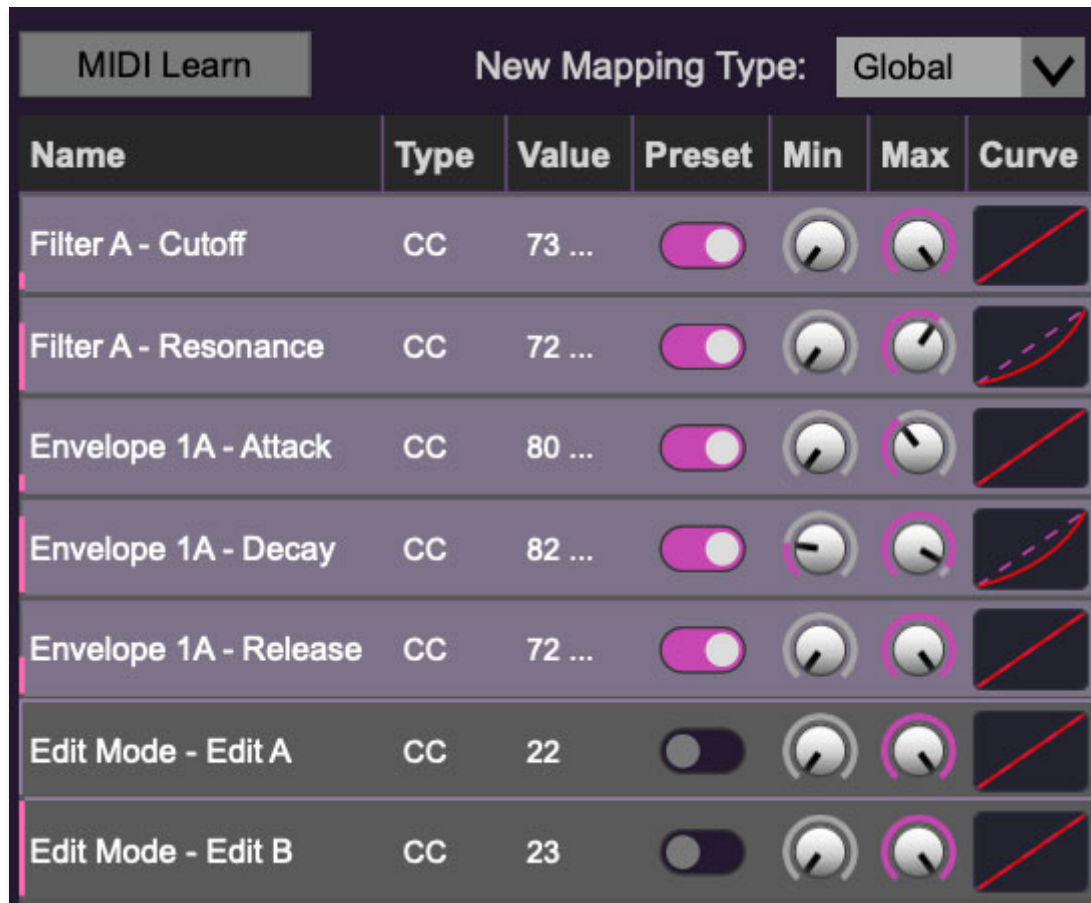 MIDI Learn New Mapping Type: Global
Name Type Value Preset Min Max Curve
Filter A - Cutoff CC 73 ...
Filter A - Resonance CC 72 ...
Envelope 1A - Attack CC 80 ...
Envelope 1A - Decay CC 82 ...
Envelope 1A - Release CC 72 ...
Edit Mode - Edit A CC 22
Edit Mode - Edit B CC 23